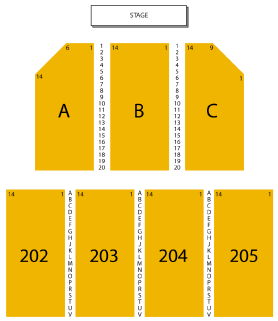 STAGE
6 1 14 1 1 14 9
14 1
2 2
3 3
4 4
5 5
6 6
7 7
8 8
9 9
10 10
11 11
12 12
13 13
14 14
15 15
16 16
17 17
18 18
19 19
20 20
1 1
A B C
14 1 A 14 1 A 14 1 A 14 1
B B B
C C C
D D D
E E E
F F F
G G G
H H H
J J J
K K K
202 203 204 205
L L L
M M M
N N N
O O O
P P P
R R R
S S S
T T T
U U U
V V V